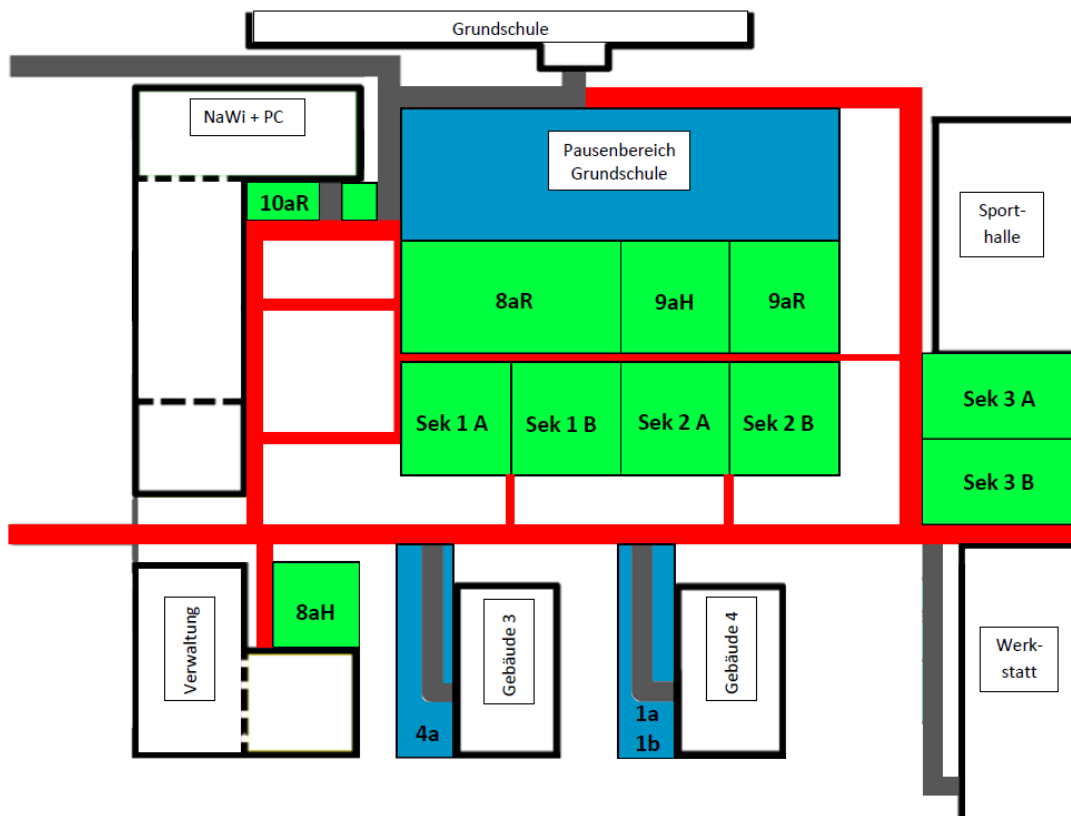 Grundschule
NaWi + PC
Pausenbereich
Grundschule
10aR
Sport-
halle
8aR
9aH
9aR
Sek 1 A
Sek 1 B
Sek 2 A
Sek 2 B
Sek 3 A
Sek 3 B
Verwaltung
8aH
Gebäude 3
4a
Gebäude 4
1a
1b
Werk-
statt